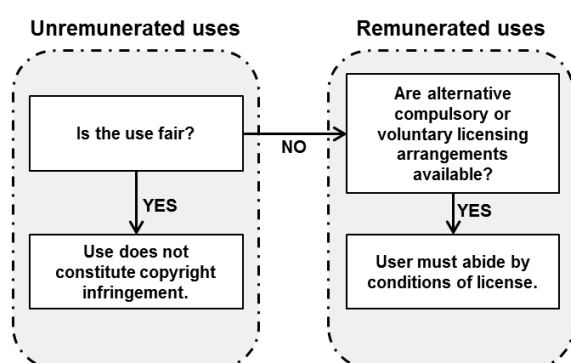 Unremunerated uses
Remunerated uses
Is the use fair?
NO
Are alternative
compulsory or
voluntary licensing
arrangements
available?
YES
YES
Use does not
constitute copyright
infringement.
User must abide by
conditions of license.